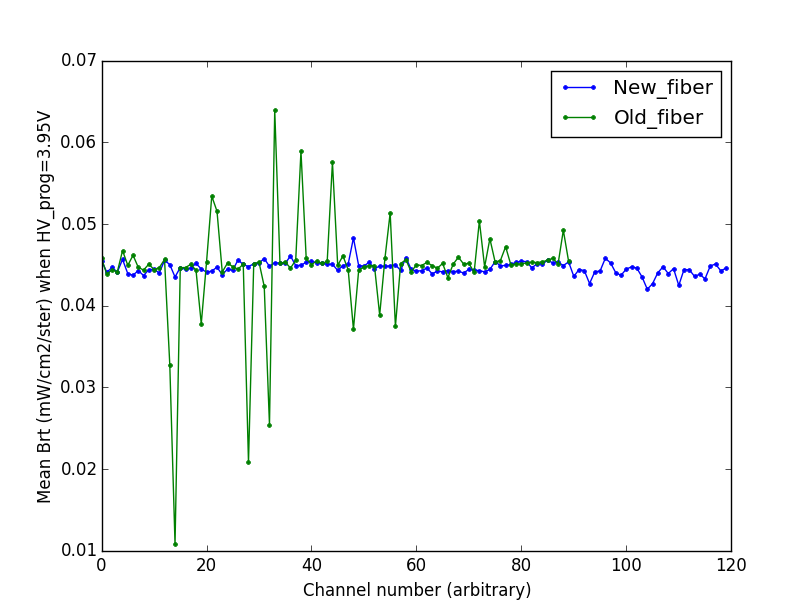 0.07
0.06
0.05
0.04
0.03
0.02
0.01
Mean Brt (mW/cm2/ster) when HV_prog=3.95V
New_fiber
Old_fiber
0 20 40 60 80 100 120
Channel number (arbitrary)